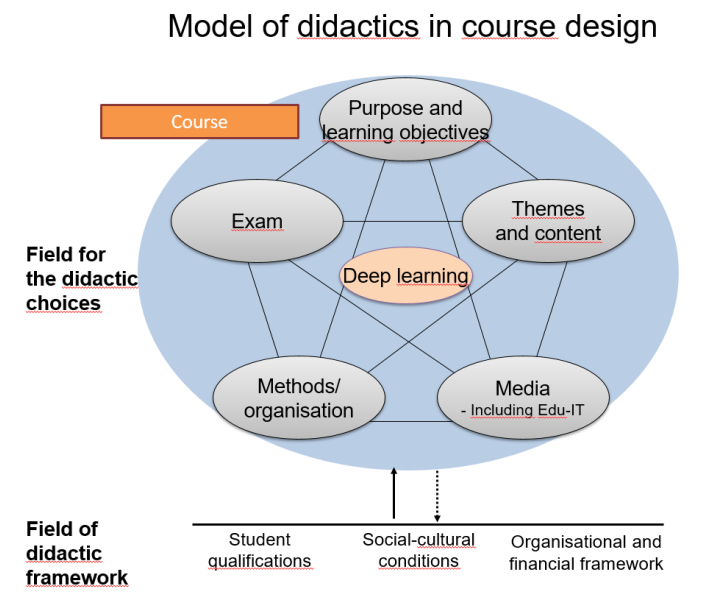 Model of didactics in course design
Course
Purpose and
learning objectives
Exam
Themes
and content
Field for
the didactic
choices
Deep learning
Methods/
organisation
Media
- Including Edu-IT
Field of
didactic
framework
Student
qualifications
Social-cultural
conditions
Organisational and
financial framework